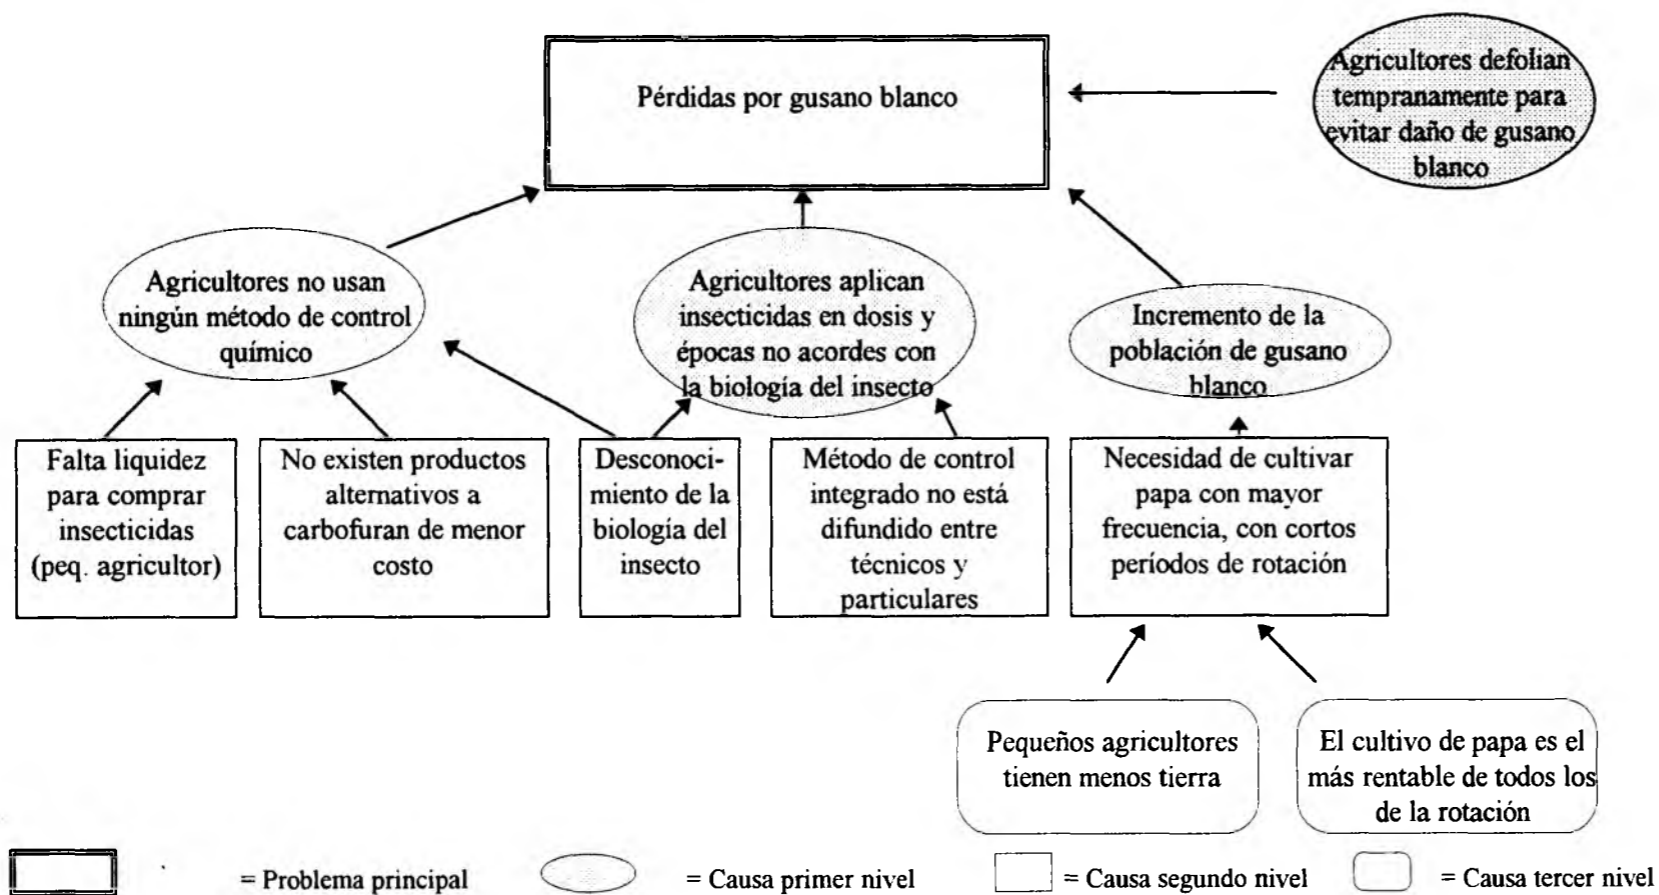 Pérdidas por gusano blanco
Agricultores defolian
tempranamente para
evitar daño de gusano
blanco
Agricultores no usan
ningún método de control
químico
Agricultores aplican
insecticidas en dosis y
épocas no acordes con
la biología del insecto
Incremento de la
población de gusano
blanco
Falta liquidez
para comprar
insecticidas
(peq. agricultor)
No existen productos
alternativos a
carbofuran de menor
costo
Desconoci-
miento de la
biología del
insecto
Método de control
integrado no está
difundido entre
técnicos y
particulares
Necesidad de cultivar
papa con mayor
frecuencia, con cortos
períodos de rotación
Pequeños agricultores
tienen menos tierra
El cultivo de papa es el
más rentable de todos los
de la rotación
= Problema principal
= Causa primer nivel
= Causa segundo nivel
= Causa tercer nivel